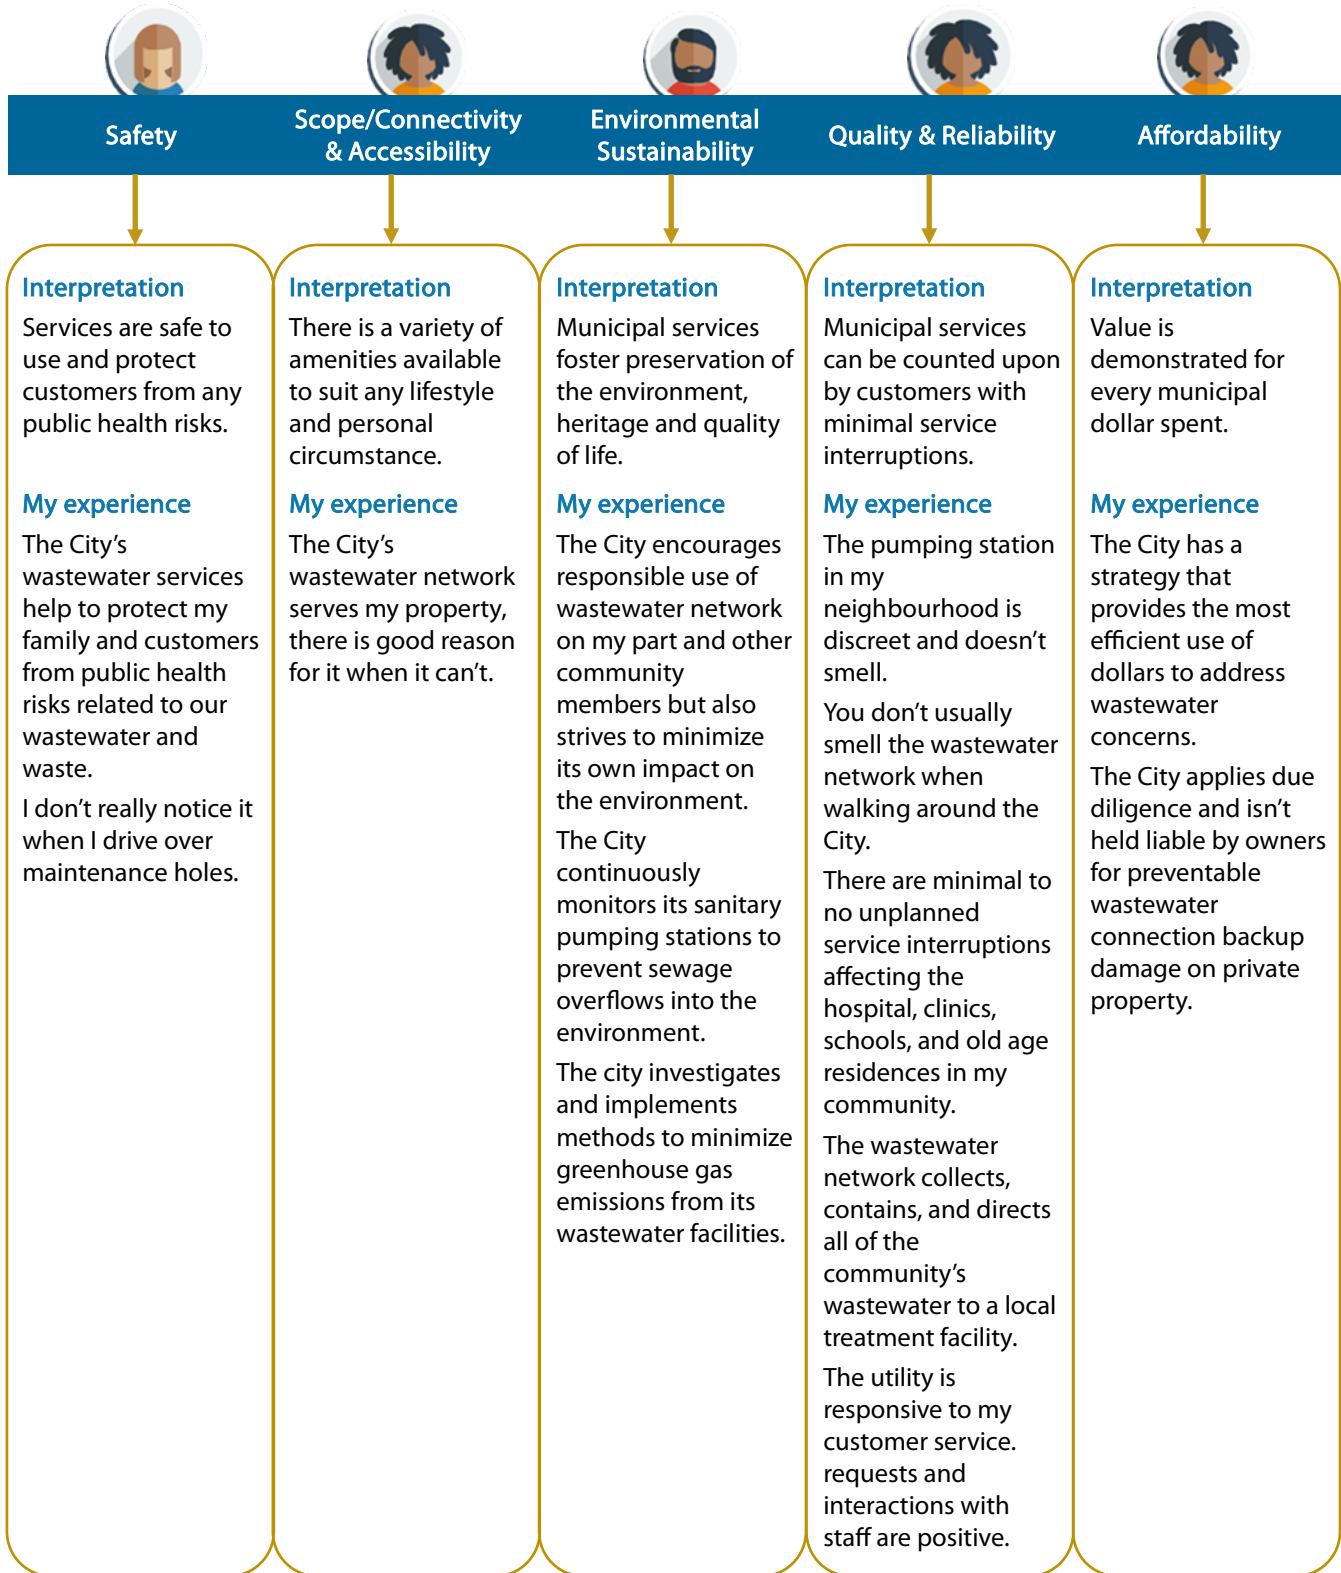 Safety
Scope/Connectivity
& Accessibility
Environmental
Sustainability
Quality & Reliability
Affordability
Interpretation
Services are safe to
use and protect
customers from any
public health risks.
My experience
The City’s
wastewater services
help to protect my
family and customers
from public health
risks related to our
wastewater and
waste.
I don’t really notice it
when I drive over
maintenance holes.
Interpretation
There is a variety of
amenities available
to suit any lifestyle
and personal
circumstance.
My experience
The City’s
wastewater network
serves my property,
there is good reason
for it when it can’t.
Interpretation
Municipal services
foster preservation of
the environment,
heritage and quality
of life.
My experience
The City encourages
responsible use of
wastewater network
on my part and other
community
members but also
strives to minimize
its own impact on
the environment.
The City
continuously
monitors its sanitary
pumping stations to
prevent sewage
overflows into the
environment.
The city investigates
and implements
methods to minimize
greenhouse gas
emissions from its
wastewater facilities.
Interpretation
Municipal services
can be counted upon
by customers with
minimal service
interruptions.
My experience
The pumping station
in my
neighbourhood is
discreet and doesn’t
smell.
You don’t usually
smell the wastewater
network when
walking around the
City.
There are minimal to
no unplanned
service interruptions
affecting the
hospital, clinics,
schools, and old age
residences in my
community.
The wastewater
network collects,
contains, and directs
all of the
community’s
wastewater to a local
treatment facility.
The utility is
responsive to my
customer service.
requests and
interactions with
staff are positive.
Interpretation
Value is
demonstrated for
every municipal
dollar spent.
My experience
The City has a
strategy that
provides the most
efficient use of
dollars to address
wastewater
concerns.
The City applies due
diligence and isn’t
held liable by owners
for preventable
wastewater
connection backup
damage on private
property.